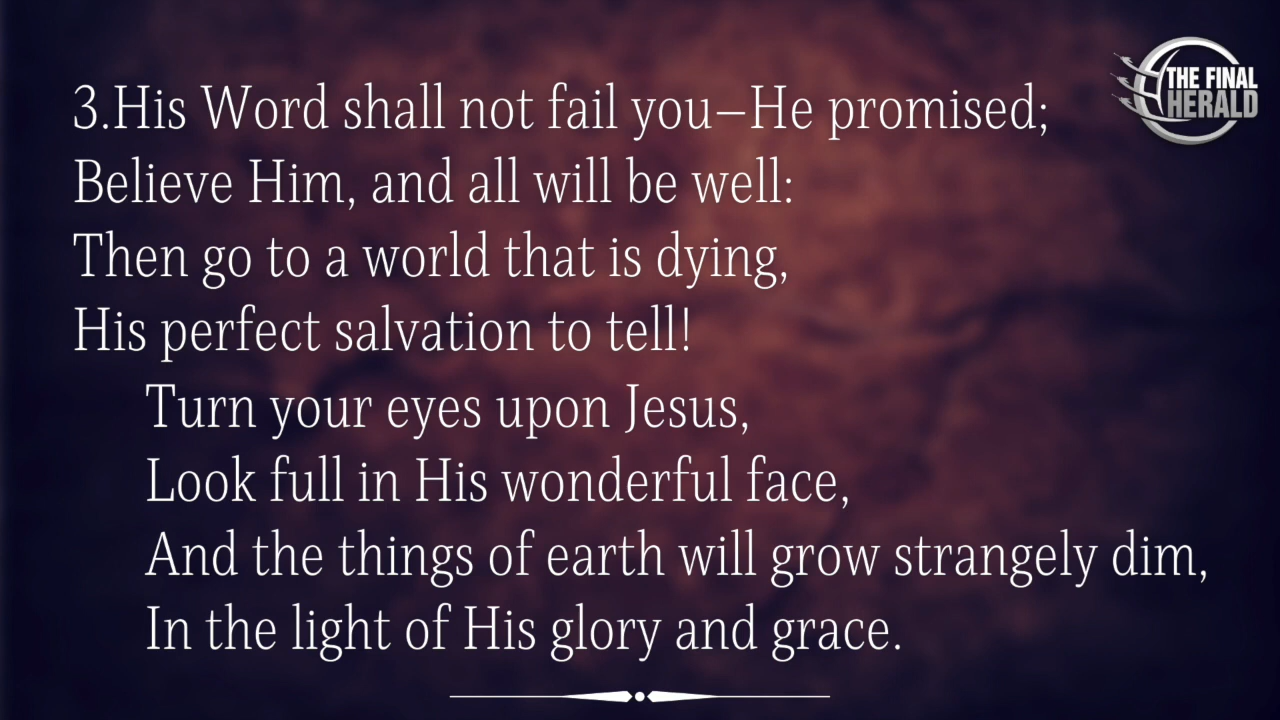 THE FINAL
HERALD
3.His Word shall not fail you–He promised;
Believe Him, and all will be well:
Then go to a world that is dying,
His perfect salvation to tell!
Turn your eyes upon Jesus,
Look full in His wonderful face,
And the things of earth will grow strangely dim,
In the light of His glory and grace.